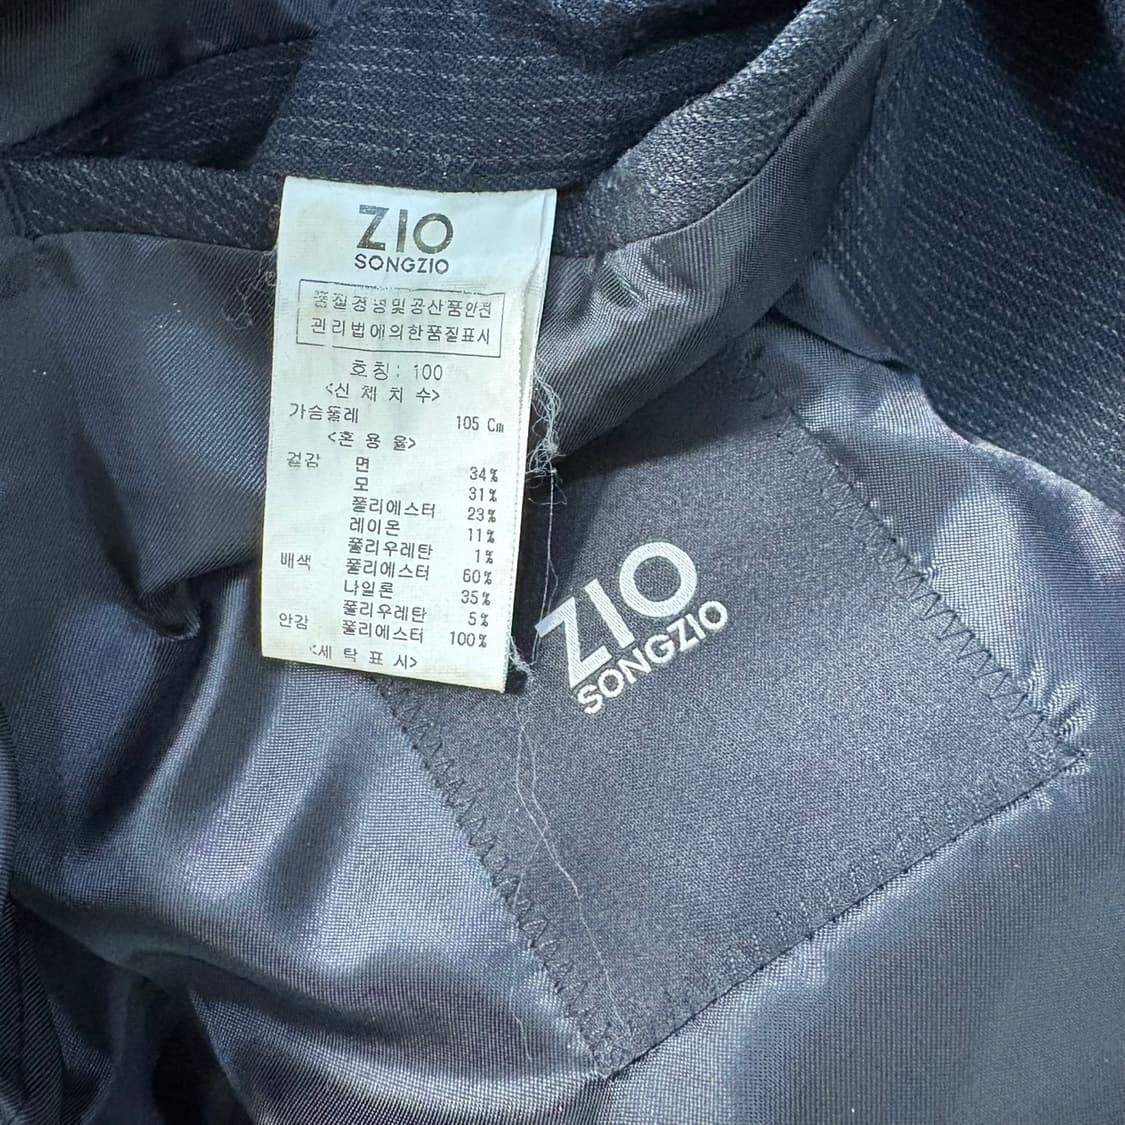 ZIO
SONGZIO
품질경영및공산품안전
관리법에의한품질표시
호칭: 100
<신 체 치 수>
가슴둘레 105 Cm
<혼 용 율>
겉감 면 34%
모 31%
폴리에스터 23%
레이온 11%
폴리우레탄 1%
배색 폴리에스터 60%
나일론 35%
폴리우레탄 5%
안감 폴리에스터 100%
<세 탁 표 시>
ZIO
SONGZIO